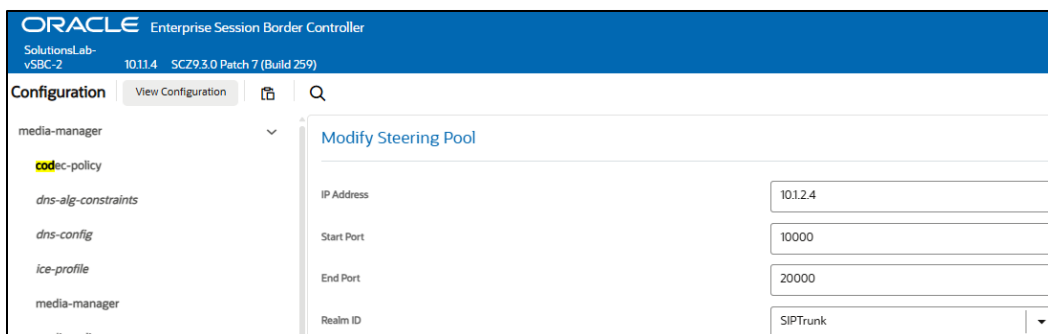 ORACLE Enterprise Session Border Controller
SolutionsLab-
vSBC-2 10.1.1.4 SCZ9.3.0 Patch 7 (Build 259)
Configuration View Configuration
media-manager
Modify Steering Pool
codec-policy
IP Address 10.1.2.4
dns-alg-constraints
dns-config
Start Port 10000
ice-profile
End Port 20000
media-manager
Realm ID SIPTrunk